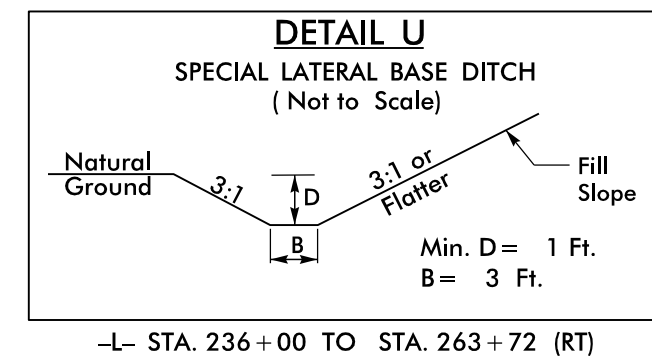 DETAIL U
SPECIAL LATERAL BASE DITCH
( Not to Scale)
Natural
Ground
3:1
D
3:1 or
Flatter
Fill
Slope
B
Min. D = 1 Ft.
B = 3 Ft.
-L- STA. 236+00 TO STA. 263+72 (RT)